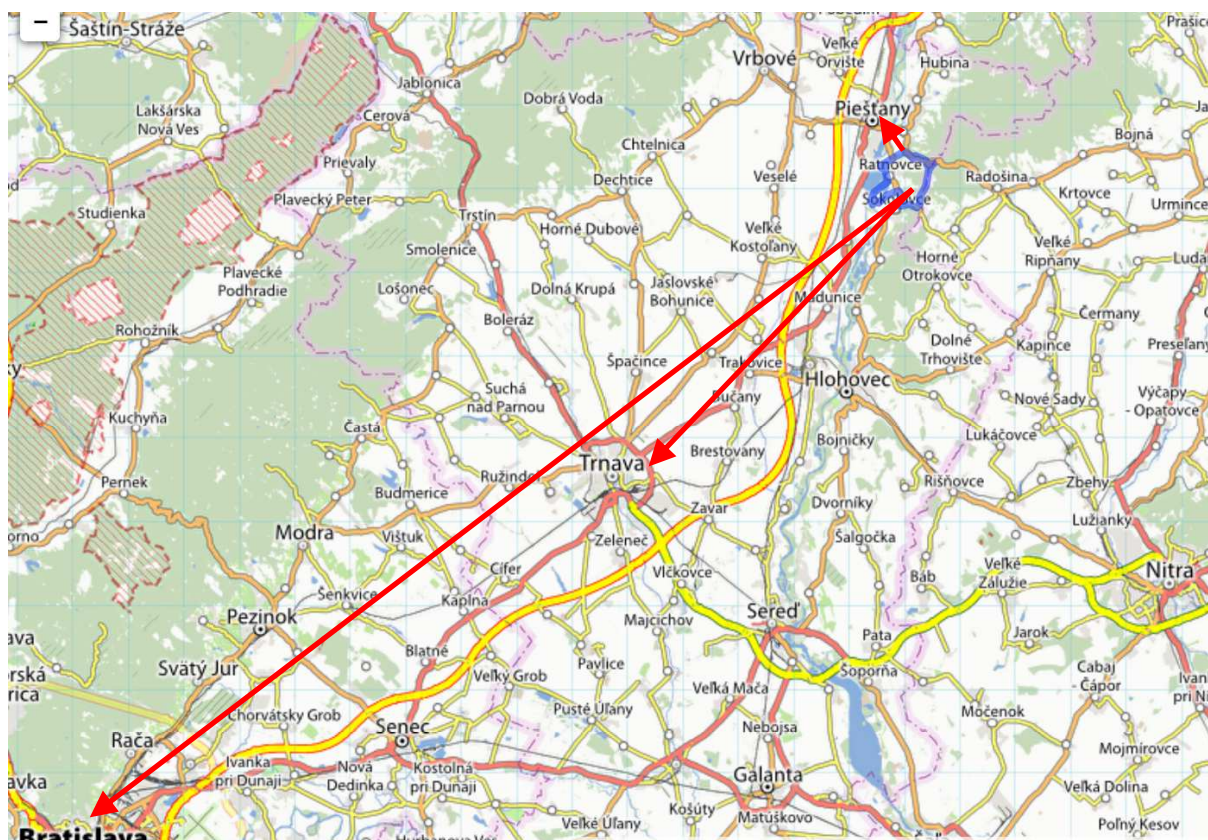 −
Šaštín-Stráže
Prašice
Velké
Orvište
Vrbové
Hubina
Jablonica
Lakšárska
Nová Ves
Dobrá Voda
Piešťany
Cerová
Bojná
Chtelnica
Prievaly
Ratnovce
Dechtice
Veselé
Radošina
Krtovce
Plavecký Peter
Sokolovce
Urmince
Studienka
Trstín
Horné Dubové
Veľké
Kostoľany
Smolenice
Horné
Otrokovce
Veľké
Ripňany
Plavecké
Podhradie
Jaslovské
Bohunice
Lošonec
Dolná Krupá
Madunice
Čermany
Rohožník
Boleráz
Dolné
Trhovište
Kapince
Preseľany
Špačince
Trakovice
Hlohovec
Suchá
nad Parnou
Bučany
Nové Sady
Výčapy
- Opatovce
Kuchyňa
Častá
Bojničky
Lukáčovce
Brestovany
Trnava
Pernek
Ružindol
Rišňovce
Zbehy
Budmerice
Dvorníky
Zavar
Lužianky
Modra
Vištuk
Zeleneč
Šalgočka
Veľké
Zálužie
Cífer
Vlčkovce
Báb
Nitra
Šenkvice
Kaplna
Pezinok
Sereď
Majcichov
Pata
Jarok
Blatné
Svätý Jur
Pavlice
Šoporňa
Cabaj
- Čápor
Veľký Grob
Veľká Mača
Chorvátsky Grob
Pusté Úľany
Močenok
Senec
Nebojsa
Rača
Mojmírovce
Ivanka
pri Dunaji
Nová
Dedinka
Kostolná
pri Dunaji
Galanta
Veľká Dolina
Košúty
Matúškovo
Veľké Úľany
Poľný Kesov
Bratislava